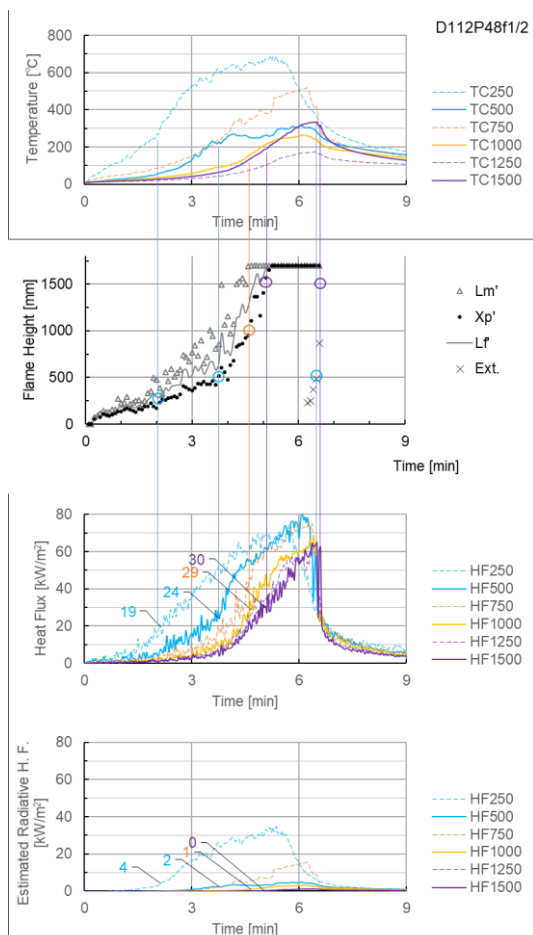 D112P48f1/2
800
600
400
200
0
Temperature [°C]
0 3 6 9
Time [min]
TC250
TC500
TC750
TC1000
TC1250
TC1500
1500
1000
500
0
Flame Height [mm]
0 3 6 9
Time [min]
Lm'
Xp'
Lf'
Ext.
80
60
40
20
0
Heat Flux [kW/m²]
30
29
24
19
0 3 6 9
Time [min]
HF250
HF500
HF750
HF1000
HF1250
HF1500
80
60
40
20
0
Estimated Radiative H. F.
[kW/m²]
0
1
2
4
0 3 6 9
Time [min]
HF250
HF500
HF750
HF1000
HF1250
HF1500